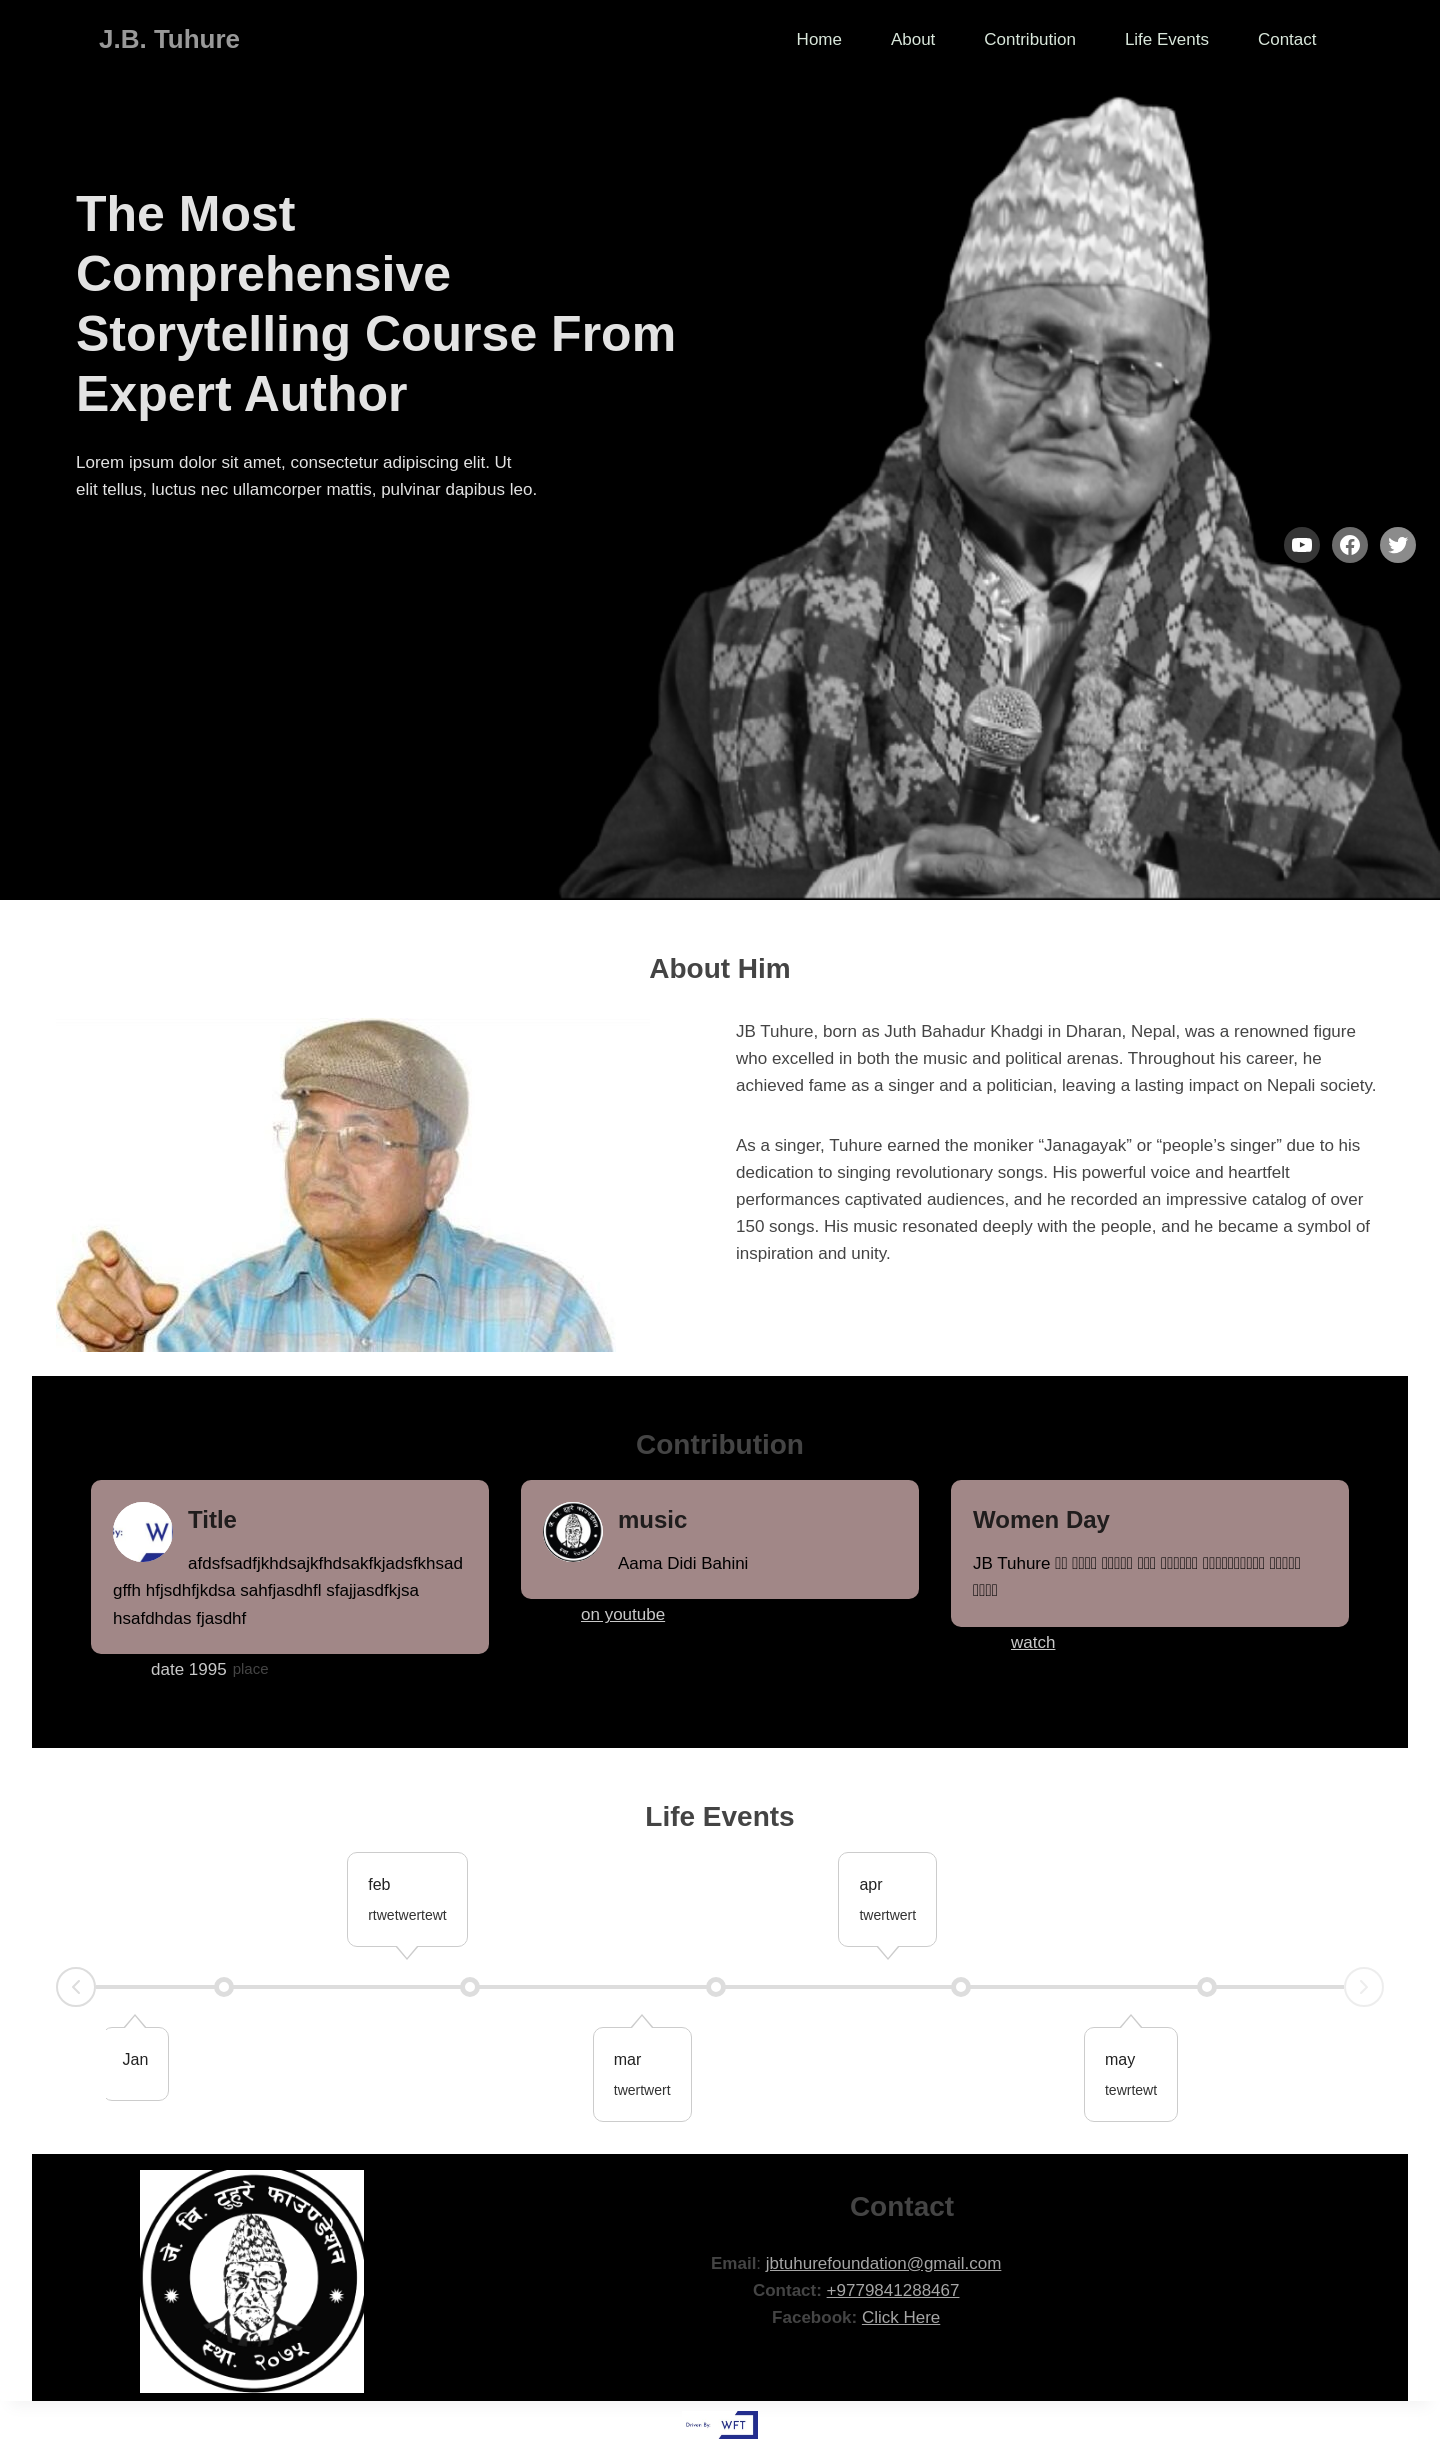 J.B. Tuhure
Home
About
Contribution
Life Events
Contact
The Most
Comprehensive
Storytelling Course From
Expert Author
Lorem ipsum dolor sit amet, consectetur adipiscing elit. Ut
elit tellus, luctus nec ullamcorper mattis, pulvinar dapibus leo.
About Him
JB Tuhure, born as Juth Bahadur Khadgi in Dharan, Nepal, was a renowned figure
who excelled in both the music and political arenas. Throughout his career, he
achieved fame as a singer and a politician, leaving a lasting impact on Nepali society.
As a singer, Tuhure earned the moniker “Janagayak” or “people’s singer” due to his
dedication to singing revolutionary songs. His powerful voice and heartfelt
performances captivated audiences, and he recorded an impressive catalog of over
150 songs. His music resonated deeply with the people, and he became a symbol of
inspiration and unity.
Contribution
By: W
Title
afdsfsadfjkhdsajkfhdsakfkjadsfkhsad
gffh hfjsdhfjkdsa sahfjasdhfl sfajjasdfkjsa
hsafdhdas fjasdhf
date 1995 place
music
Aama Didi Bahini
on youtube
Women Day
JB Tuhure
watch
Life Events
feb
rtwetwertewt
apr
twertwert
Jan
mar
twertwert
may
tewrtewt
जे. बि. टुहुरे फाउण्डेशन
स्था. २०७५
Contact
Email: jbtuhurefoundation@gmail.com
Contact: +9779841288467
Facebook: Click Here
Driven By: WFT